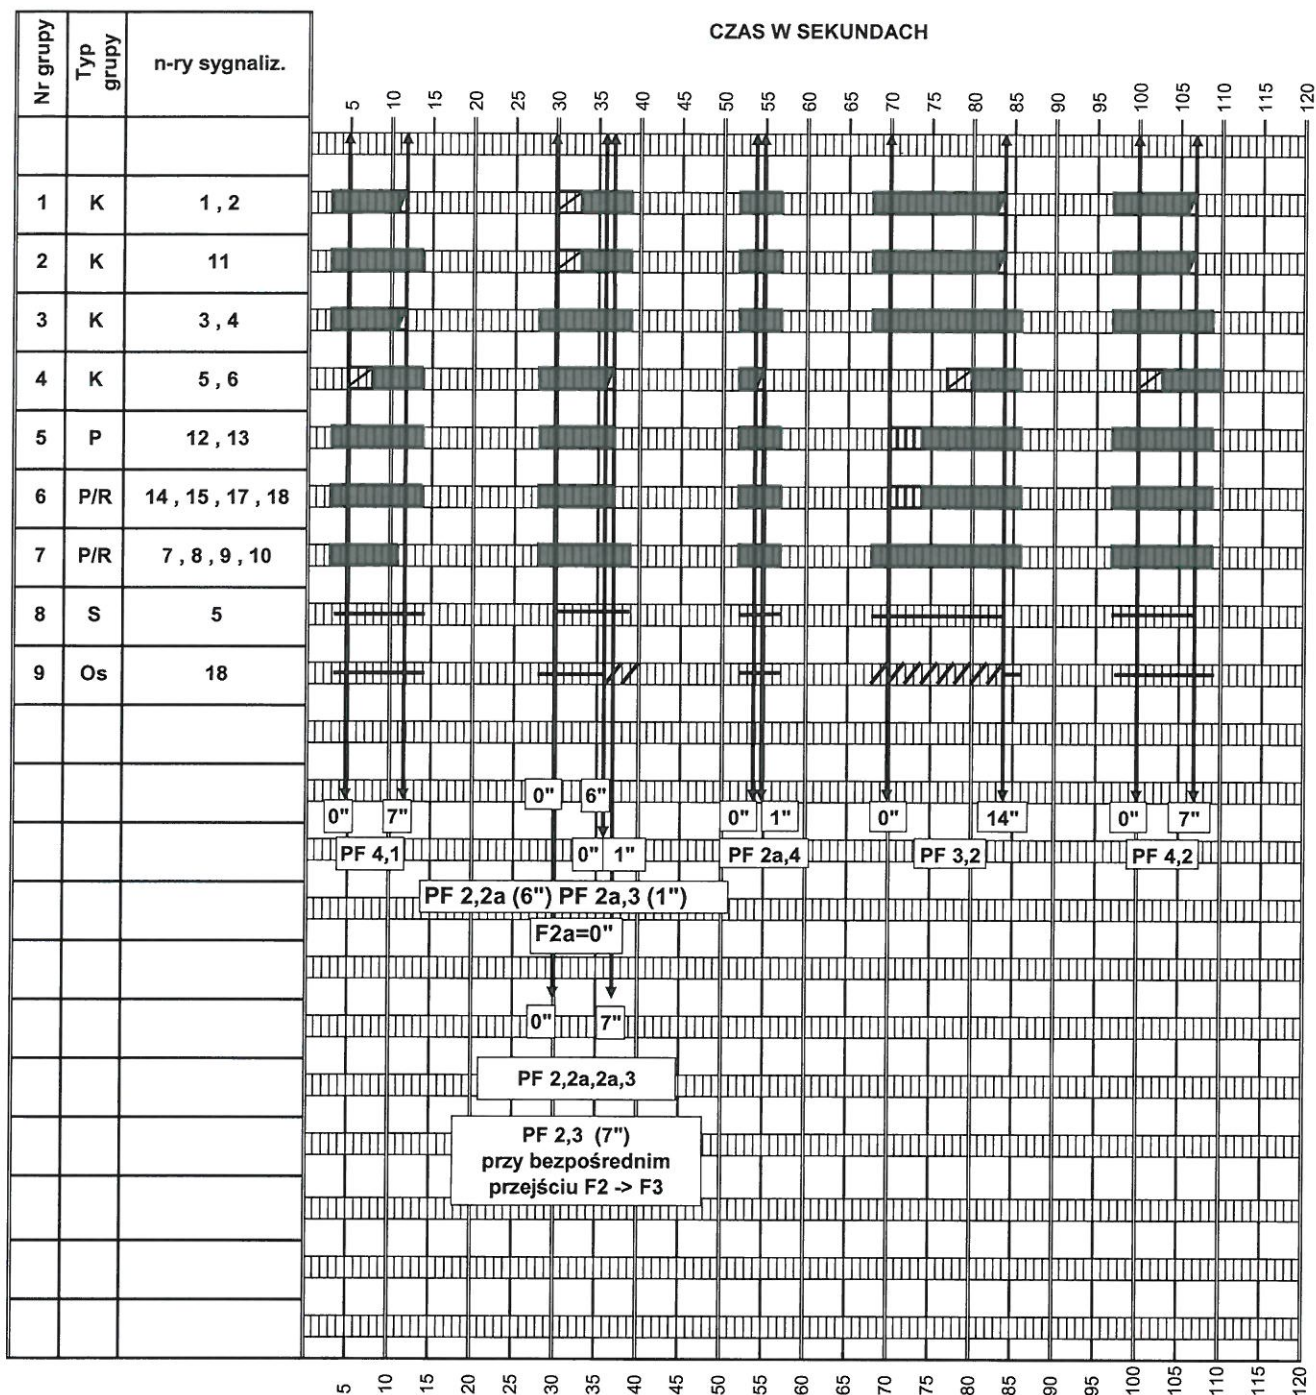 CZAS W SEKUNDACH
Nr grupy Typ grupy n-ry sygnaliz.
5 10 15 20 25 30 35 40 45 50 55 60 65 70 75 80 85 90 95 100 105 110 115 120
1 K 1 , 2
2 K 11
3 K 3 , 4
4 K 5 , 6
5 P 12 , 13
6 P/R 14 , 15 , 17 , 18
7 P/R 7 , 8 , 9 , 10
8 S 5
9 Os 18
0" 6"
0" 7" 0" 1" 0" 14" 0" 7"
PF 4,1 0" 1" PF 2a,4 PF 3,2 PF 4,2
PF 2,2a (6") PF 2a,3 (1")
F2a=0"
0" 7"
PF 2,2a,2a,3
PF 2,3 (7")
przy bezpośrednim
przejściu F2 -> F3
5 10 15 20 25 30 35 40 45 50 55 60 65 70 75 80 85 90 95 100 105 110 115 120